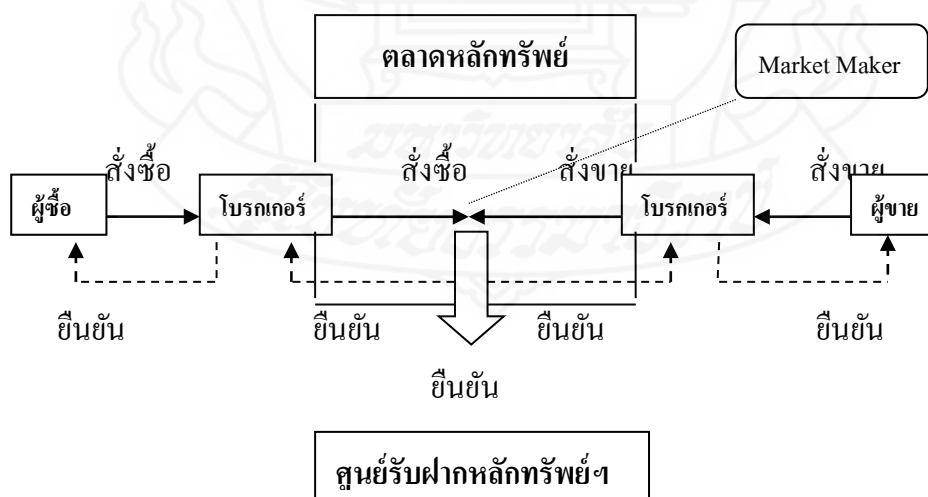 ตลาดหลักทรัพย์
Market Maker
สั่งซื้อ สั่งซื้อ สั่งขาย สั่งขาย
ผู้ซื้อ โบรกเกอร์ โบรกเกอร์ ผู้ขาย
ยืนยัน ยืนยัน ยืนยัน ยืนยัน
ยืนยัน
ศูนย์รับฝากหลักทรัพย์ฯ